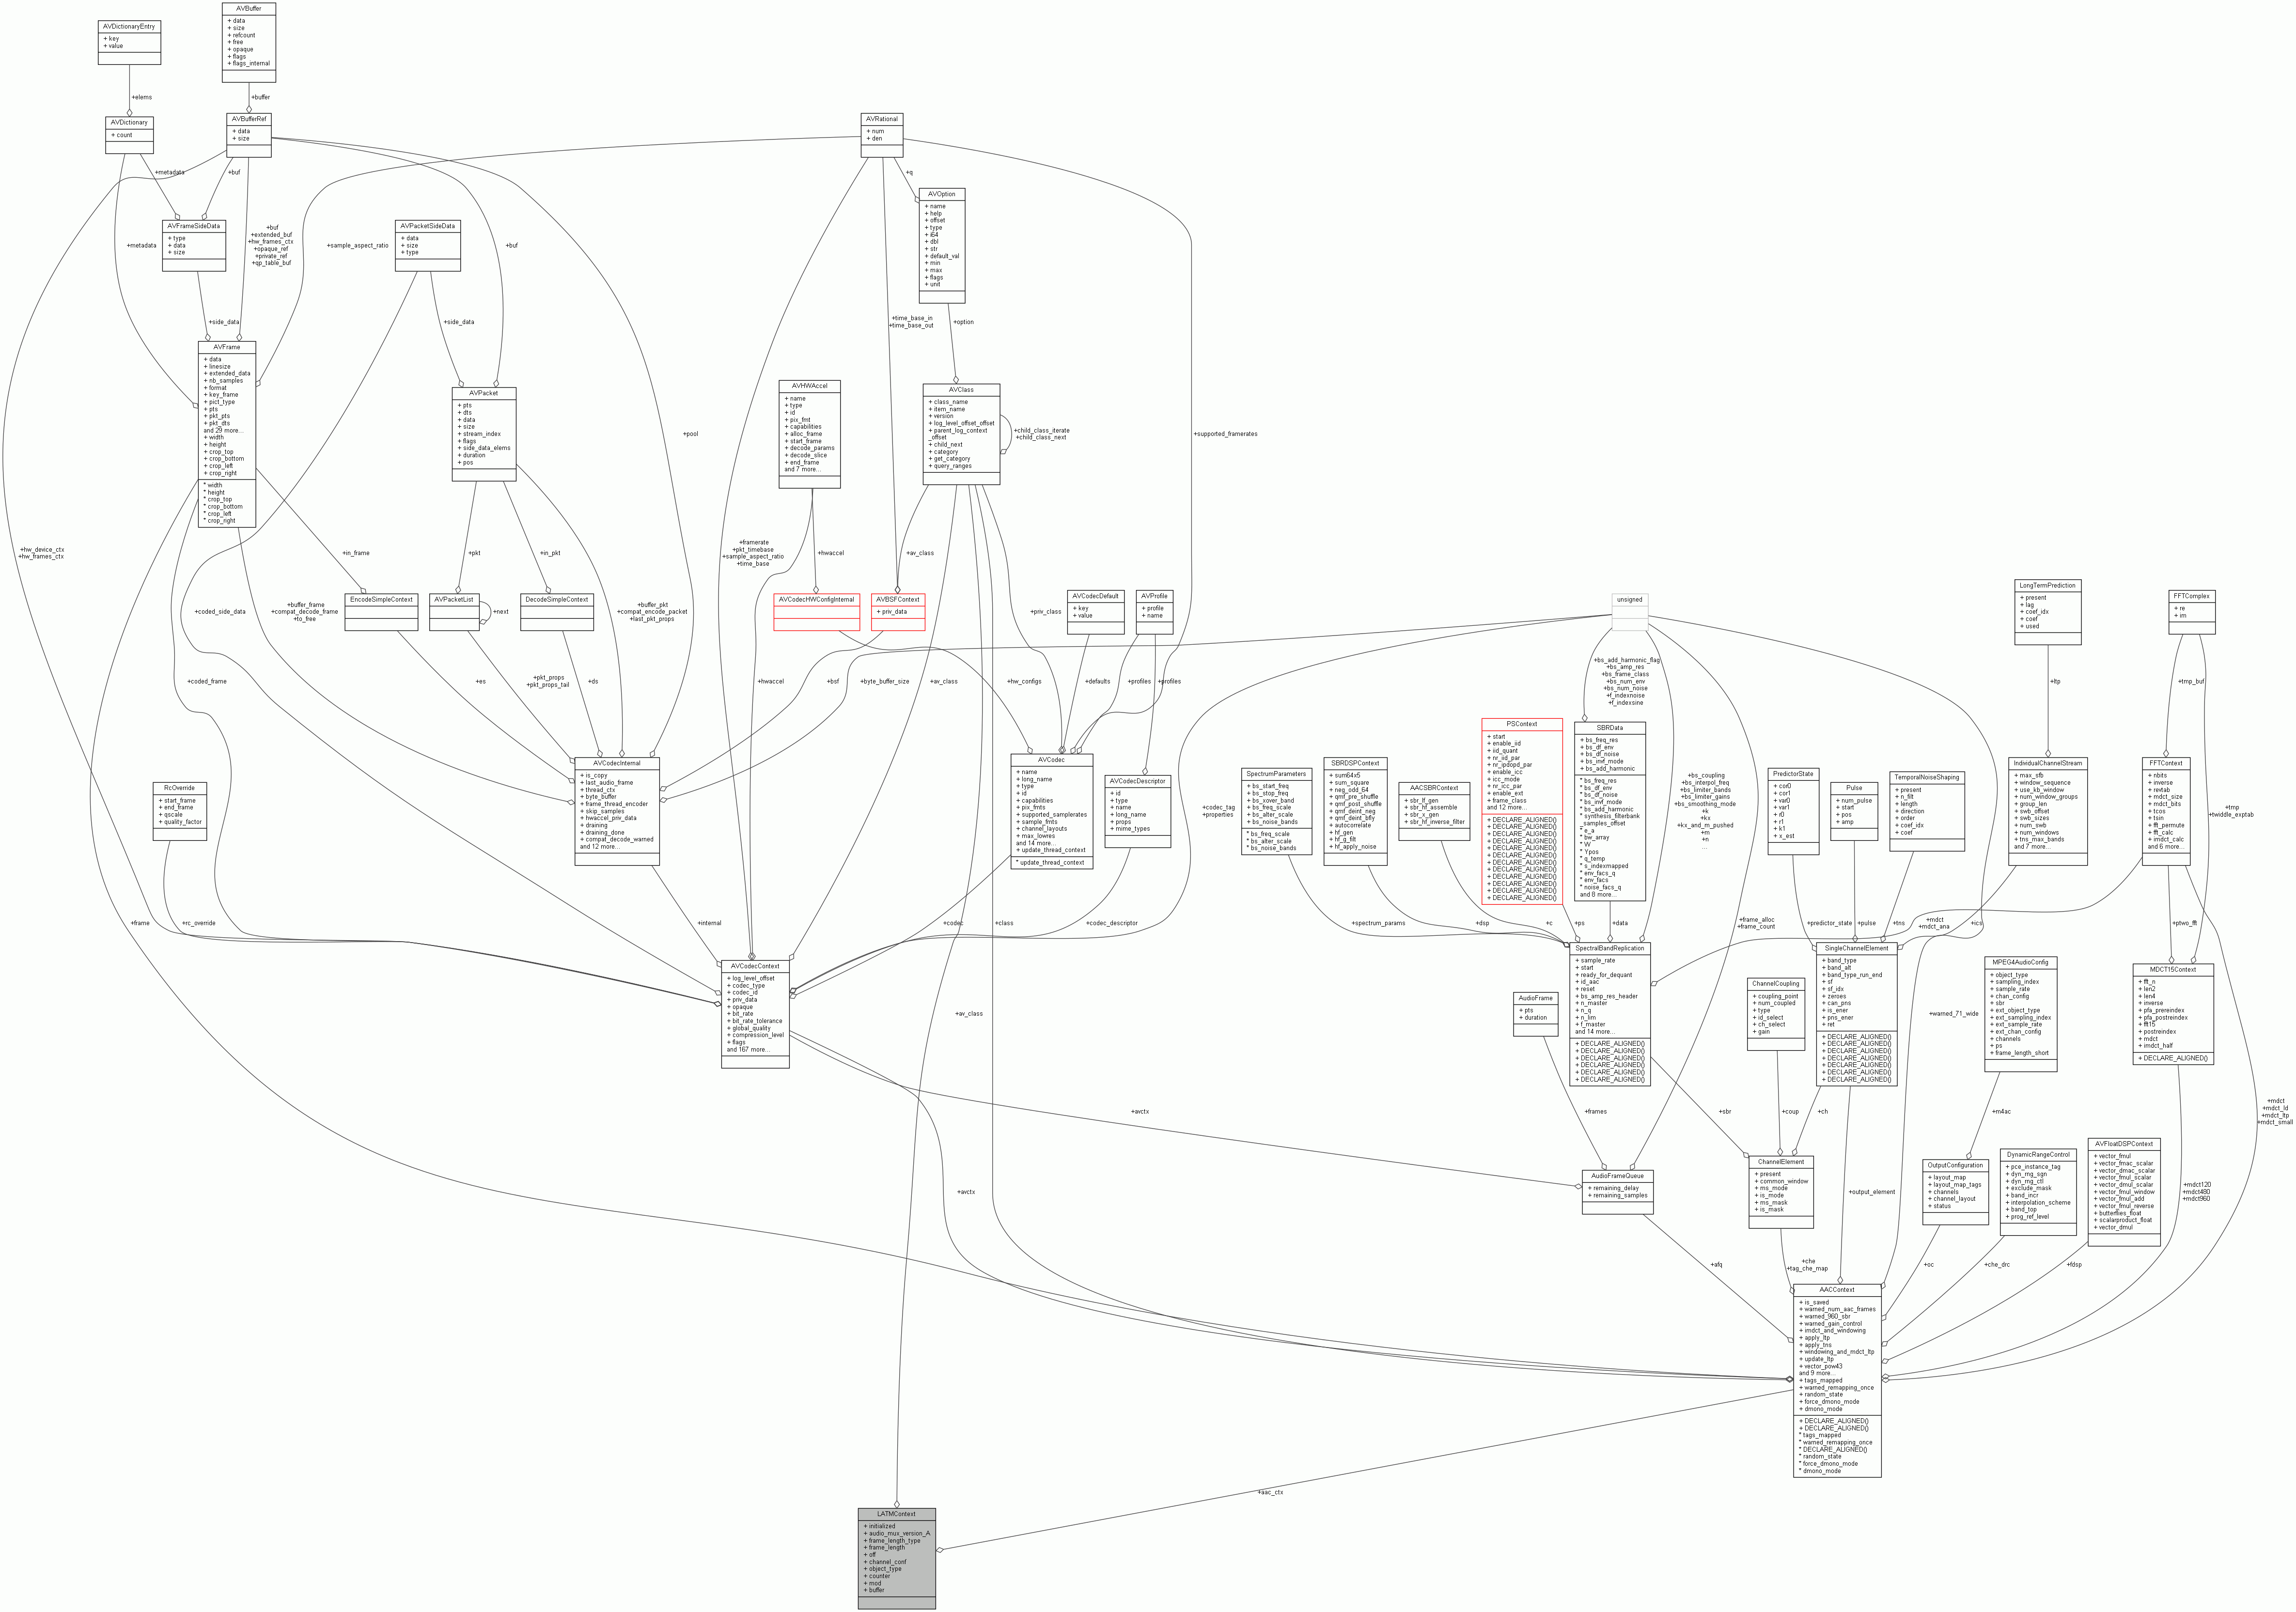 AVBuffer
+ data
+ size
+ refcount
+ free
+ opaque
+ flags
+ flags_internal
AVDictionaryEntry
+ key
+ value
+elems
+buffer
AVDictionary
+ count
AVBufferRef
+ data
+ size
AVRational
+ num
+ den
+metadata
+buf
+q
AVOption
+ name
+ help
+ offset
+ type
+ i64
+ dbl
+ str
+ default_val
+ min
+ max
+ flags
+ unit
AVFrameSideData
+ type
+ data
+ size
+metadata
+buf
+extended_buf
+hw_frames_ctx
+opaque_ref
+private_ref
+qp_table_buf
+sample_aspect_ratio
AVPacketSideData
+ data
+ size
+ type
+buf
+side_data
+side_data
+time_base_in
+time_base_out
+option
AVFrame
+ data
+ linesize
+ extended_data
+ nb_samples
+ format
+ key_frame
+ pict_type
+ pts
+ pkt_pts
+ pkt_dts
and 29 more...
+ width
+ height
+ crop_top
+ crop_bottom
+ crop_left
+ crop_right
* width
* height
* crop_top
* crop_bottom
* crop_left
* crop_right
AVPacket
+ pts
+ dts
+ data
+ size
+ stream_index
+ flags
+ side_data_elems
+ duration
+ pos
+pool
AVHWAccel
+ name
+ type
+ id
+ pix_fmt
+ capabilities
+ alloc_frame
+ start_frame
+ decode_params
+ decode_slice
+ end_frame
and 7 more...
AVClass
+ class_name
+ item_name
+ version
+ log_level_offset_offset
+ parent_log_context
_offset
+ child_next
+ category
+ get_category
+ query_ranges
+child_class_iterate
+child_class_next
+supported_framerates
+hw_device_ctx
+hw_frames_ctx
+in_frame
+pkt
+in_pkt
+framerate
+pkt_timebase
+sample_aspect_ratio
+time_base
+hwaccel
+av_class
+coded_side_data
+buffer_frame
+compat_decode_frame
+to_free
EncodeSimpleContext
AVPacketList
+next
DecodeSimpleContext
+buffer_pkt
+compat_encode_packet
+last_pkt_props
AVCodecHWConfigInternal
AVBSFContext
+ priv_data
+priv_class
AVCodecDefault
+ key
+ value
AVProfile
+ profile
+ name
unsigned
LongTermPrediction
+ present
+ lag
+ coef_idx
+ coef
+ used
FFTComplex
+ re
+ im
+coded_frame
+es
+pkt_props
+pkt_props_tail
+ds
+hwaccel
+bsf
+byte_buffer_size
+av_class
+hw_configs
+defaults
+profiles
+profiles
+bs_add_harmonic_flag
+bs_amp_res
+bs_frame_class
+bs_num_env
+bs_num_noise
+f_indexnoise
+f_indexsine
+ltp
+tmp_buf
RcOverride
+ start_frame
+ end_frame
+ qscale
+ quality_factor
AVCodecInternal
+ is_copy
+ last_audio_frame
+ thread_ctx
+ byte_buffer
+ frame_thread_encoder
+ skip_samples
+ hwaccel_priv_data
+ draining
+ draining_done
+ compat_decode_warned
and 12 more...
AVCodec
+ name
+ long_name
+ type
+ id
+ capabilities
+ pix_fmts
+ supported_samplerates
+ sample_fmts
+ channel_layouts
+ max_lowres
and 14 more...
+ update_thread_context
* update_thread_context
AVCodecDescriptor
+ id
+ type
+ name
+ long_name
+ props
+ mime_types
+codec_tag
+properties
SpectrumParameters
+ bs_start_freq
+ bs_stop_freq
+ bs_xover_band
+ bs_freq_scale
+ bs_alter_scale
+ bs_noise_bands
* bs_freq_scale
* bs_alter_scale
* bs_noise_bands
SBRDSPContext
+ sum64x5
+ sum_square
+ neg_odd_64
+ qmf_pre_shuffle
+ qmf_post_shuffle
+ qmf_deint_neg
+ qmf_deint_bfly
+ autocorrelate
+ hf_gen
+ hf_g_filt
+ hf_apply_noise
AACSBRContext
+ sbr_lf_gen
+ sbr_hf_assemble
+ sbr_x_gen
+ sbr_hf_inverse_filter
PSContext
+ start
+ enable_iid
+ iid_quant
+ nr_iid_par
+ nr_ipdopd_par
+ enable_icc
+ icc_mode
+ nr_icc_par
+ enable_ext
+ frame_class
and 12 more...
+ DECLARE_ALIGNED()
+ DECLARE_ALIGNED()
+ DECLARE_ALIGNED()
+ DECLARE_ALIGNED()
+ DECLARE_ALIGNED()
+ DECLARE_ALIGNED()
+ DECLARE_ALIGNED()
+ DECLARE_ALIGNED()
+ DECLARE_ALIGNED()
+ DECLARE_ALIGNED()
+ DECLARE_ALIGNED()
+ DECLARE_ALIGNED()
SBRData
+ bs_freq_res
+ bs_df_env
+ bs_df_noise
+ bs_invf_mode
+ bs_add_harmonic
* bs_freq_res
* bs_df_env
* bs_df_noise
* bs_invf_mode
* bs_add_harmonic
* synthesis_filterbank
_samples_offset
* e_a
* bw_array
* W
* Ypos
* q_temp
* s_indexmapped
* env_facs_q
* env_facs
* noise_facs_q
and 8 more...
+bs_coupling
+bs_interpol_freq
+bs_limiter_bands
+bs_limiter_gains
+bs_smoothing_mode
+k
+kx
+kx_and_m_pushed
+m
+n
...
PredictorState
+ cor0
+ cor1
+ var0
+ var1
+ r0
+ r1
+ k1
+ x_est
Pulse
+ num_pulse
+ start
+ pos
+ amp
TemporalNoiseShaping
+ present
+ n_filt
+ length
+ direction
+ order
+ coef_idx
+ coef
IndividualChannelStream
+ max_sfb
+ window_sequence
+ use_kb_window
+ num_window_groups
+ group_len
+ swb_offset
+ swb_sizes
+ num_swb
+ num_windows
+ tns_max_bands
and 7 more...
FFTContext
+ nbits
+ inverse
+ revtab
+ mdct_size
+ mdct_bits
+ tcos
+ tsin
+ fft_permute
+ fft_calc
+ imdct_calc
and 6 more...
+tmp
+twiddle_exptab
+frame
+rc_override
+internal
+class
+codec
+codec_descriptor
+spectrum_params
+dsp
+c
+ps
+data
+frame_alloc
+frame_count
+predictor_state
+pulse
+tns
+mdct
+mdct_ana
+ics
+ptwo_fft
AVCodecContext
+ log_level_offset
+ codec_type
+ codec_id
+ priv_data
+ opaque
+ bit_rate
+ bit_rate_tolerance
+ global_quality
+ compression_level
+ flags
and 167 more...
+av_class
AudioFrame
+ pts
+ duration
SpectralBandReplication
+ sample_rate
+ start
+ ready_for_dequant
+ id_aac
+ reset
+ bs_amp_res_header
+ n_master
+ n_q
+ n_lim
+ f_master
and 14 more...
+ DECLARE_ALIGNED()
+ DECLARE_ALIGNED()
+ DECLARE_ALIGNED()
+ DECLARE_ALIGNED()
+ DECLARE_ALIGNED()
+ DECLARE_ALIGNED()
ChannelCoupling
+ coupling_point
+ num_coupled
+ type
+ id_select
+ ch_select
+ gain
SingleChannelElement
+ band_type
+ band_alt
+ band_type_run_end
+ sf
+ sf_idx
+ zeroes
+ can_pns
+ is_ener
+ pns_ener
+ ret
+ DECLARE_ALIGNED()
+ DECLARE_ALIGNED()
+ DECLARE_ALIGNED()
+ DECLARE_ALIGNED()
+ DECLARE_ALIGNED()
+ DECLARE_ALIGNED()
+ DECLARE_ALIGNED()
+warned_71_wide
MPEG4AudioConfig
+ object_type
+ sampling_index
+ sample_rate
+ chan_config
+ sbr
+ ext_object_type
+ ext_sampling_index
+ ext_sample_rate
+ ext_chan_config
+ channels
+ ps
+ frame_length_short
MDCT15Context
+ fft_n
+ len2
+ len4
+ inverse
+ pfa_prereindex
+ pfa_postreindex
+ fft15
+ postreindex
+ mdct
+ imdct_half
+ DECLARE_ALIGNED()
+avctx
+frames
+sbr
+coup
+ch
+m4ac
+mdct
+mdct_ld
+mdct_ltp
+mdct_small
AudioFrameQueue
+ remaining_delay
+ remaining_samples
ChannelElement
+ present
+ common_window
+ ms_mode
+ is_mode
+ ms_mask
+ is_mask
+output_element
OutputConfiguration
+ layout_map
+ layout_map_tags
+ channels
+ channel_layout
+ status
DynamicRangeControl
+ pce_instance_tag
+ dyn_rng_sgn
+ dyn_rng_ctl
+ exclude_mask
+ band_incr
+ interpolation_scheme
+ band_top
+ prog_ref_level
AVFloatDSPContext
+ vector_fmul
+ vector_fmac_scalar
+ vector_dmac_scalar
+ vector_fmul_scalar
+ vector_dmul_scalar
+ vector_fmul_window
+ vector_fmul_add
+ vector_fmul_reverse
+ butterflies_float
+ scalarproduct_float
+ vector_dmul
+mdct120
+mdct480
+mdct960
+avctx
+afq
+che
+tag_che_map
+oc
+che_drc
+fdsp
AACContext
+ is_saved
+ warned_num_aac_frames
+ warned_960_sbr
+ warned_gain_control
+ imdct_and_windowing
+ apply_ltp
+ apply_tns
+ windowing_and_mdct_ltp
+ update_ltp
+ vector_pow43
and 9 more...
+ tags_mapped
+ warned_remapping_once
+ random_state
+ force_dmono_mode
+ dmono_mode
+ DECLARE_ALIGNED()
+ DECLARE_ALIGNED()
* tags_mapped
* warned_remapping_once
* DECLARE_ALIGNED()
* random_state
* force_dmono_mode
* dmono_mode
+aac_ctx
LATMContext
+ initialized
+ audio_mux_version_A
+ frame_length_type
+ frame_length
+ off
+ channel_conf
+ object_type
+ counter
+ mod
+ buffer